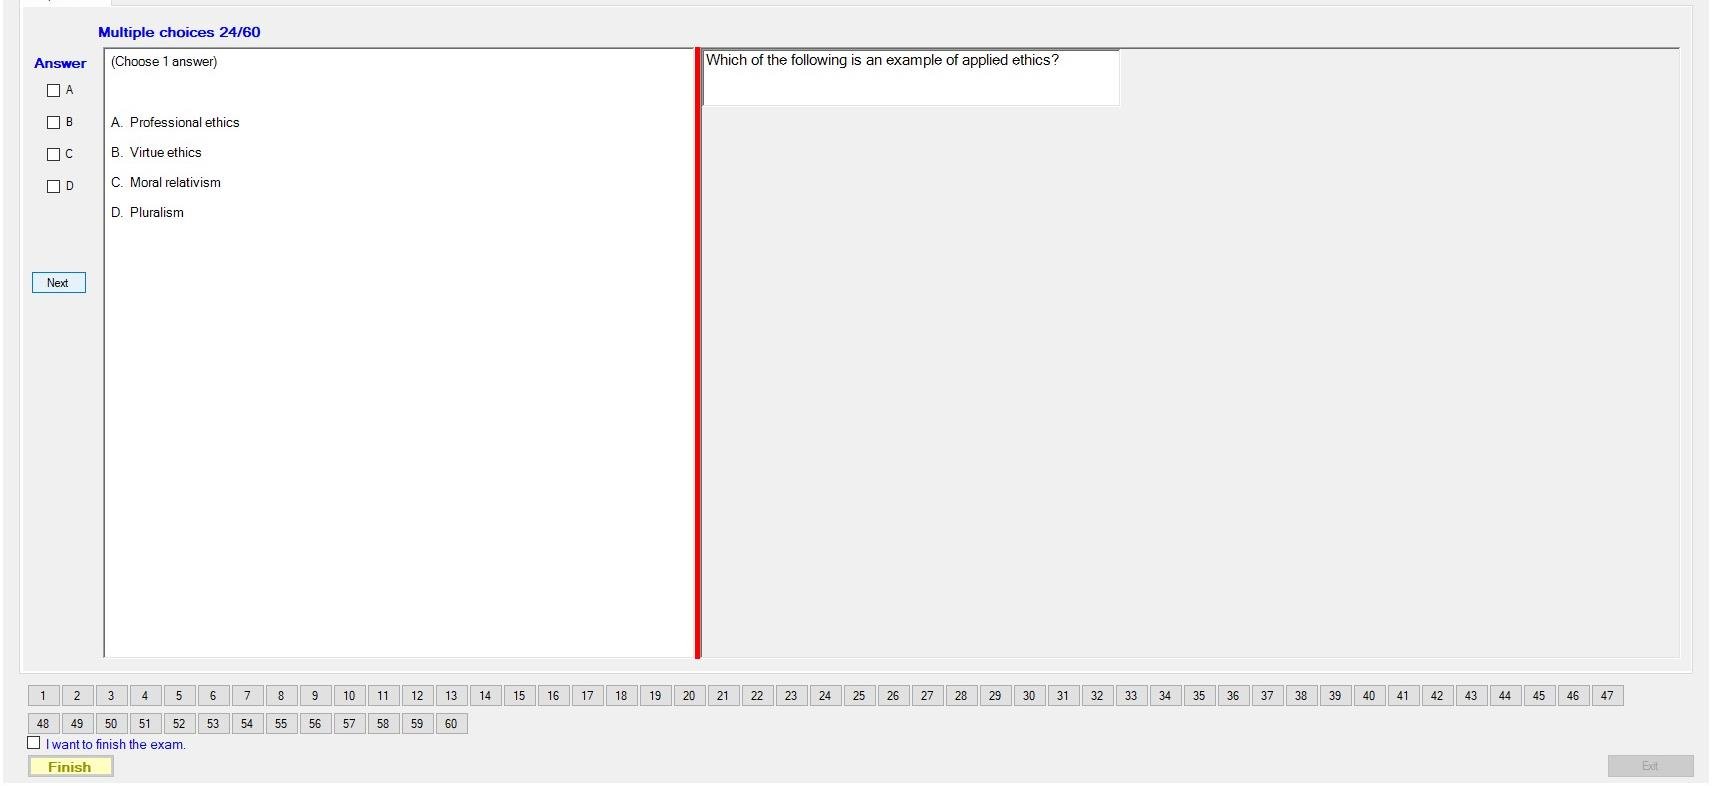 Multiple choices 24/60
Answer
(Choose 1 answer)
Which of the following is an example of applied ethics?
A
B
C
D
A. Professional ethics
B. Virtue ethics
C. Moral relativism
D. Pluralism
Next
1 2 3 4 5 6 7 8 9 10 11 12 13 14 15 16 17 18 19 20 21 22 23 24 25 26 27 28 29 30 31 32 33 34 35 36 37 38 39 40 41 42 43 44 45 46 47
48 49 50 51 52 53 54 55 56 57 58 59 60
I want to finish the exam.
Finish
Exit